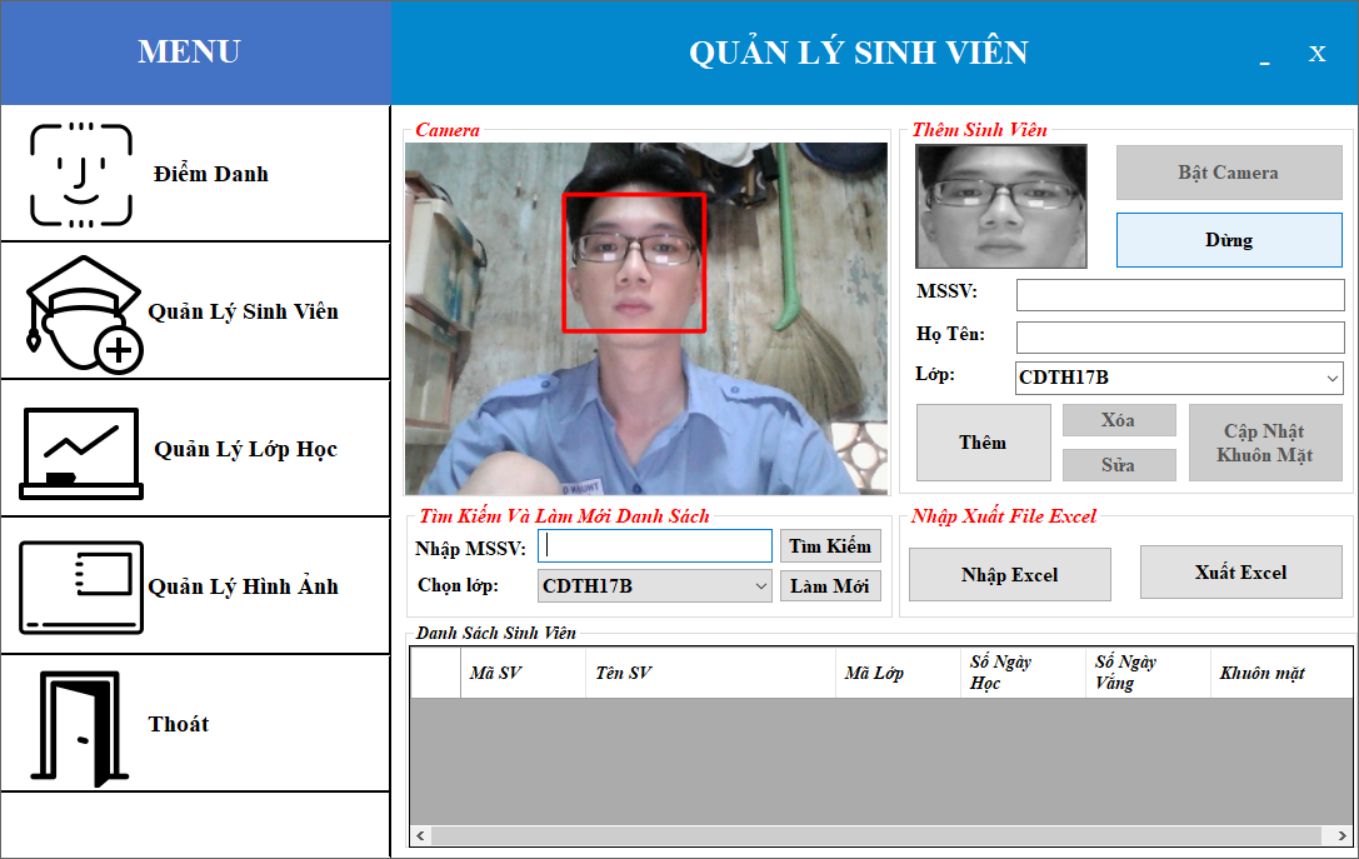 MENU
QUẢN LÝ SINH VIÊN
_ X
Điểm Danh
Quản Lý Sinh Viên
Quản Lý Lớp Học
Quản Lý Hình Ảnh
Thoát
Camera
Thêm Sinh Viên
Bật Camera
Dừng
MSSV:
Họ Tên:
Lớp:
CDTH17B
Thêm
Xóa
Sửa
Cập Nhật
Khuôn Mặt
Tìm Kiếm Và Làm Mới Danh Sách
Nhập MSSV:
Tìm Kiếm
Chọn lớp:
CDTH17B
Làm Mới
Nhập Xuất File Excel
Nhập Excel
Xuất Excel
Danh Sách Sinh Viên
Mã SV
Tên SV
Mã Lớp
Số Ngày
Học
Số Ngày
Vắng
Khuôn mặt